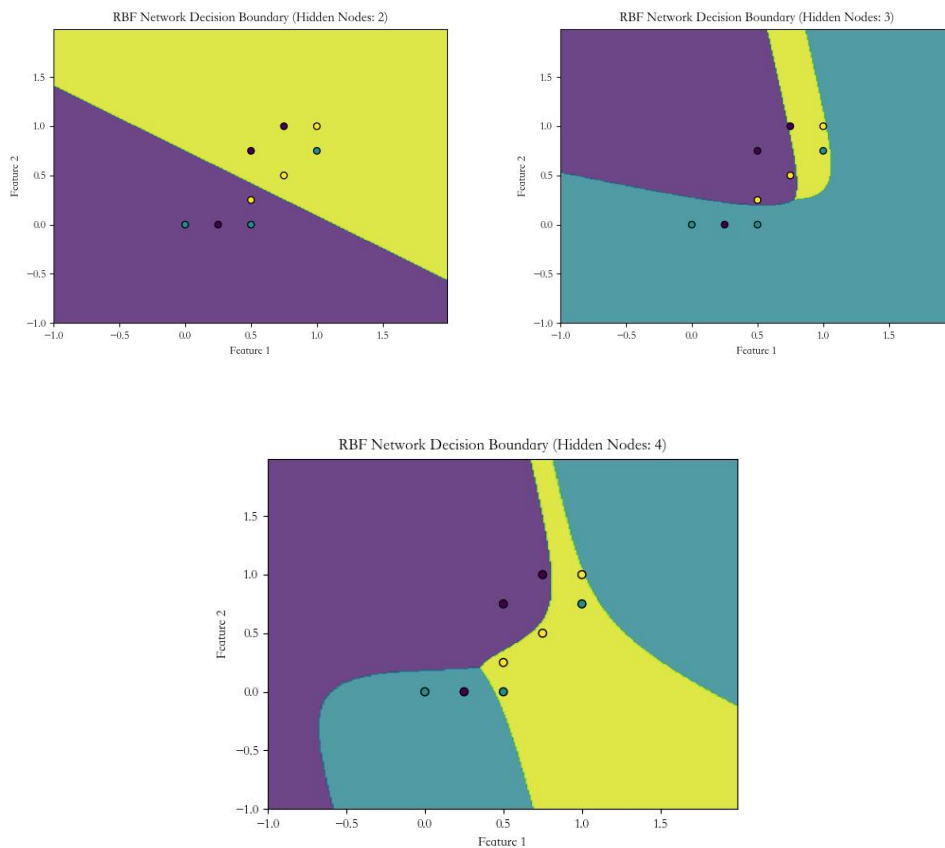 RBF Network Decision Boundary (Hidden Nodes: 2)
1.5
1.0
0.5
0.0
−0.5
−1.0
Feature 2
−1.0 −0.5 0.0 0.5 1.0 1.5
Feature 1
RBF Network Decision Boundary (Hidden Nodes: 3)
1.5
1.0
0.5
0.0
−0.5
−1.0
Feature 2
−1.0 −0.5 0.0 0.5 1.0 1.5
Feature 1
RBF Network Decision Boundary (Hidden Nodes: 4)
1.5
1.0
0.5
0.0
−0.5
−1.0
Feature 2
−1.0 −0.5 0.0 0.5 1.0 1.5
Feature 1